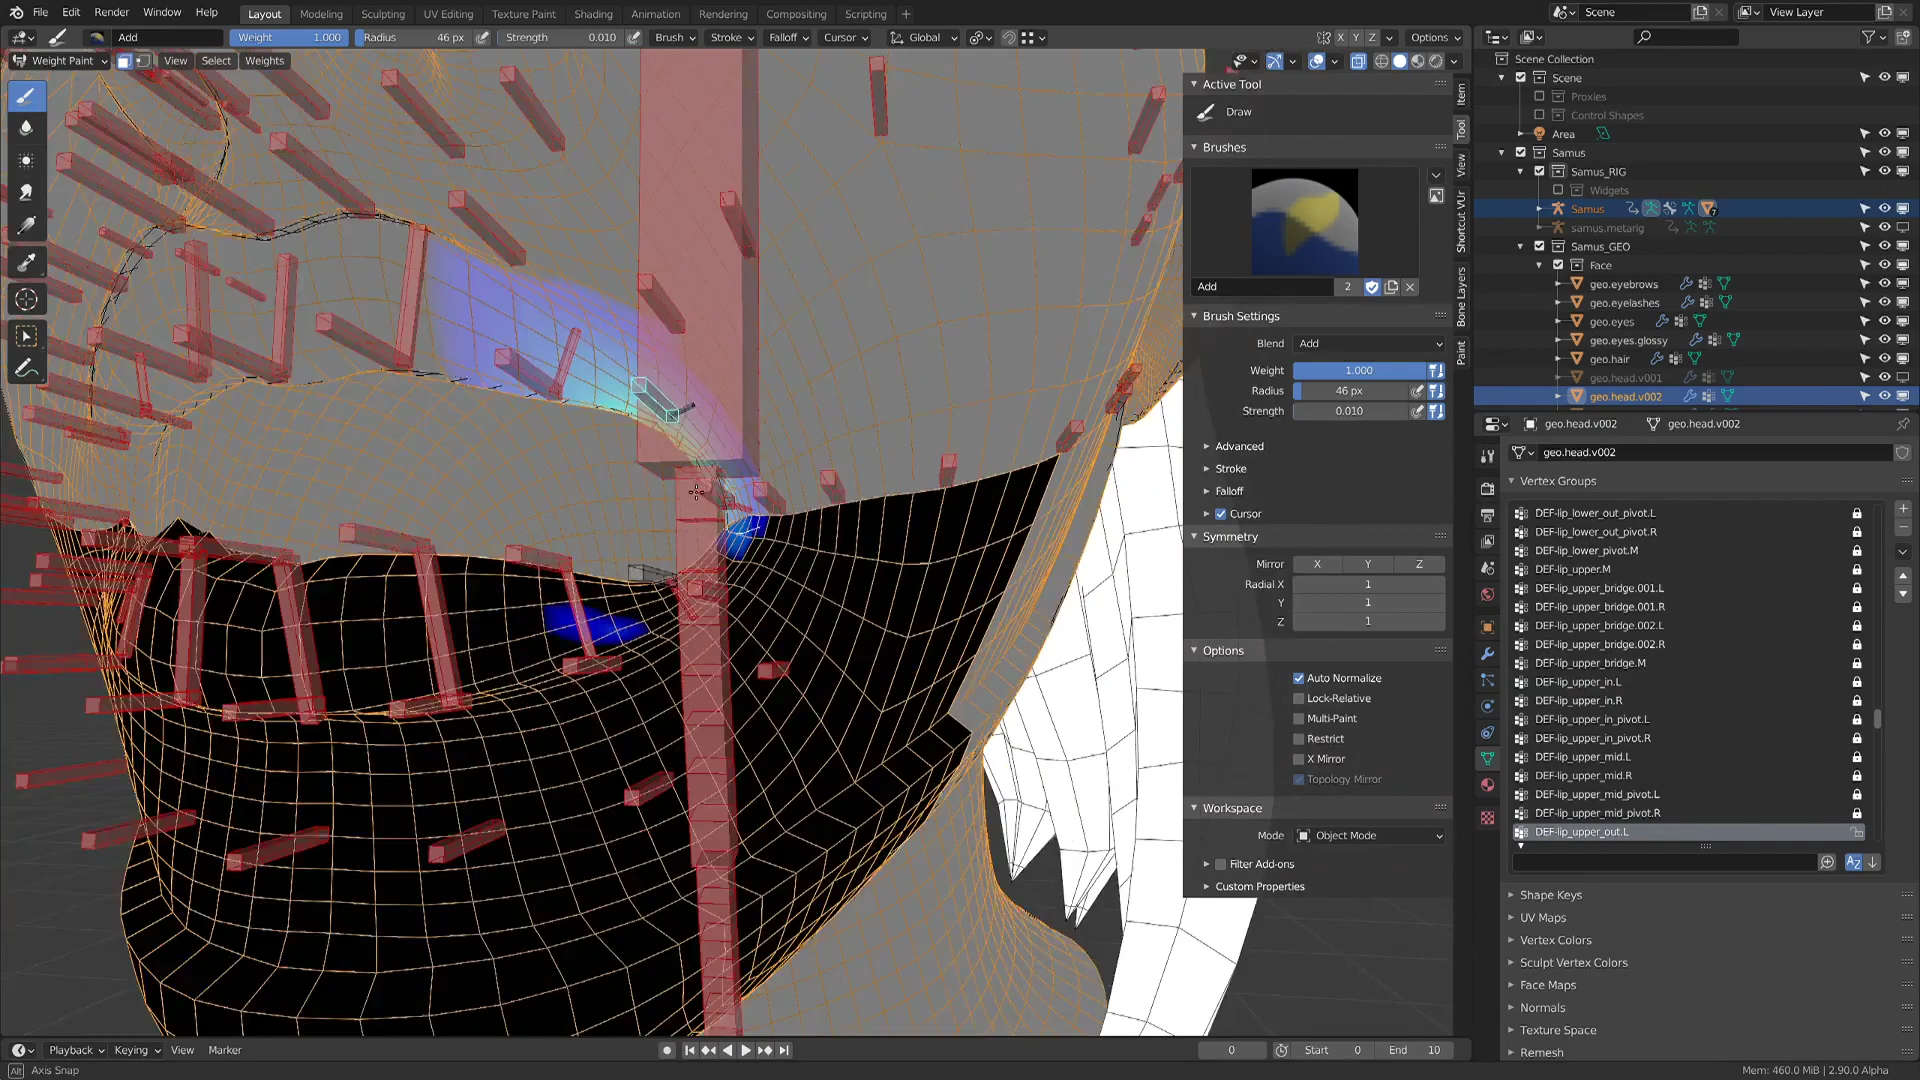 File Edit Render Window Help Layout Modeling Sculpting UV Editing Texture Paint Shading Animation Rendering Compositing Scripting + Scene View Layer
Add Weight 1.000 Radius 46 px Strength 0.010 Brush Stroke Falloff Cursor Global X Y Z Options
Weight Paint View Select Weights
Active Tool
Draw
Brushes
Add 2
Brush Settings
Blend Add
Weight 1.000
Radius 46 px
Strength 0.010
Advanced
Stroke
Falloff
Cursor
Symmetry
Mirror X Y Z
Radial X 1
Y 1
Z 1
Options
Auto Normalize
Lock-Relative
Multi-Paint
Restrict
X Mirror
Topology Mirror
Workspace
Mode Object Mode
Filter Add-ons
Custom Properties
Item
Tool
View
Shortcut VUr
Bone Layers
Paint
Scene Collection
Scene
Proxies
Control Shapes
Area
Samus
Samus_RIG
Widgets
Samus
samus.metarig
Samus_GEO
Face
geo.eyebrows
geo.eyelashes
geo.eyes
geo.eyes.glossy
geo.hair
geo.head.v001
geo.head.v002
geo.head.v002 geo.head.v002
geo.head.v002
Vertex Groups
DEF-lip_lower_out_pivot.L
DEF-lip_lower_out_pivot.R
DEF-lip_lower_pivot.M
DEF-lip_upper.M
DEF-lip_upper_bridge.001.L
DEF-lip_upper_bridge.001.R
DEF-lip_upper_bridge.002.L
DEF-lip_upper_bridge.002.R
DEF-lip_upper_bridge.M
DEF-lip_upper_in.L
DEF-lip_upper_in.R
DEF-lip_upper_in_pivot.L
DEF-lip_upper_in_pivot.R
DEF-lip_upper_mid.L
DEF-lip_upper_mid.R
DEF-lip_upper_mid_pivot.L
DEF-lip_upper_mid_pivot.R
DEF-lip_upper_out.L
AZ
Shape Keys
UV Maps
Vertex Colors
Sculpt Vertex Colors
Face Maps
Normals
Texture Space
Remesh
Playback Keying View Marker 0 Start 0 End 10
Alt Axis Snap Mem: 460.0 MiB | 2.90.0 Alpha